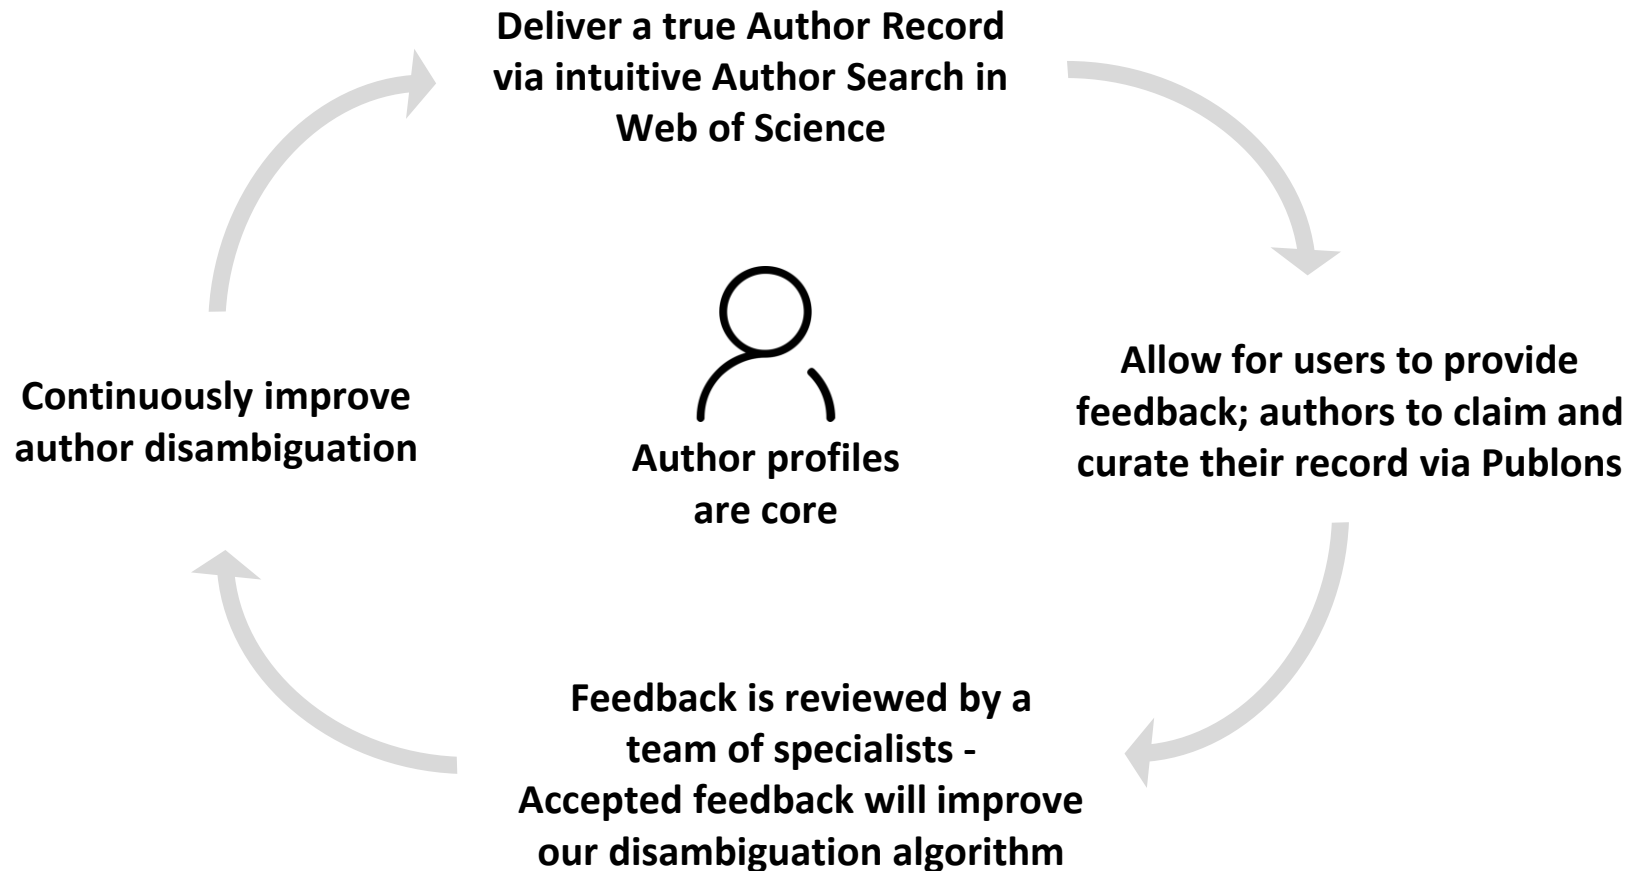 Deliver a true Author Record
via intuitive Author Search in
Web of Science
Allow for users to provide
feedback; authors to claim and
curate their record via Publons
Feedback is reviewed by a
team of specialists -
Accepted feedback will improve
our disambiguation algorithm
Continuously improve
author disambiguation
Author profiles
are core